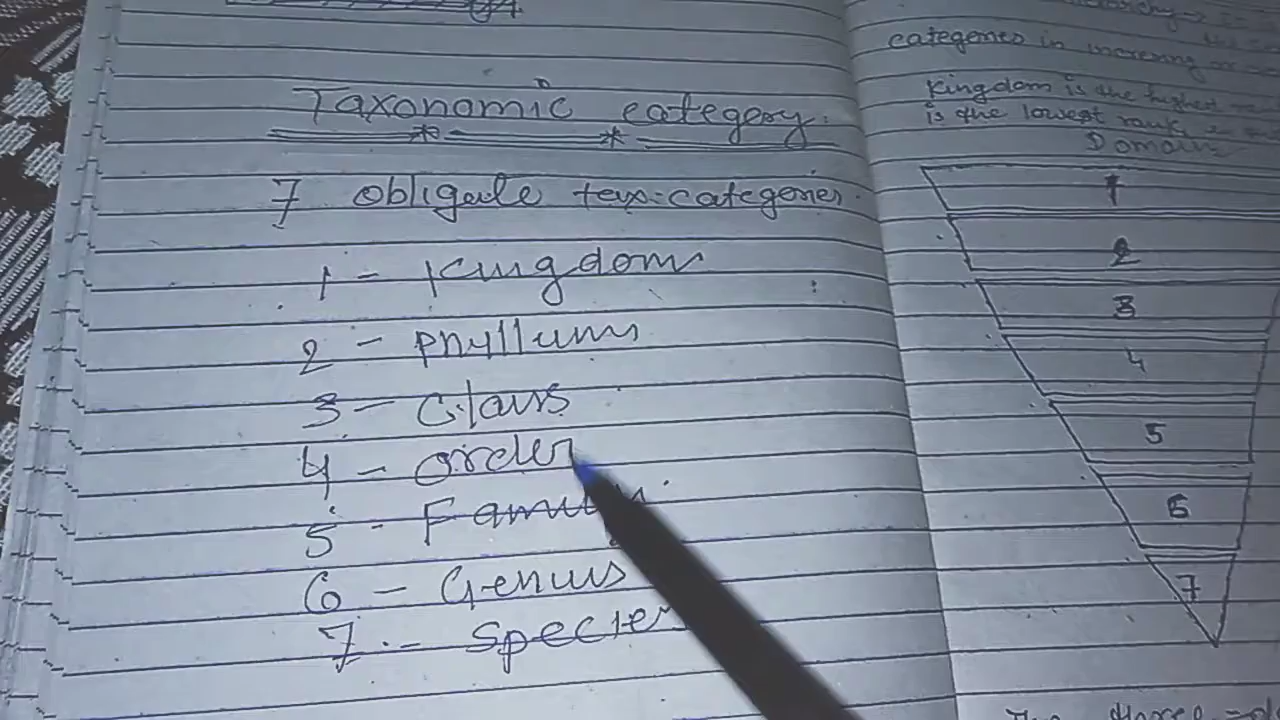 Taxonomic category
7 obligate tax. categories
1 - Kingdom
2 - Phyllum
3 - Class
4 - order
5 - Family
6 - Genus
7 - Species
categories in
Kingdom is the highest
is the lowest rank
Domain
1
2
3
4
5
6
7